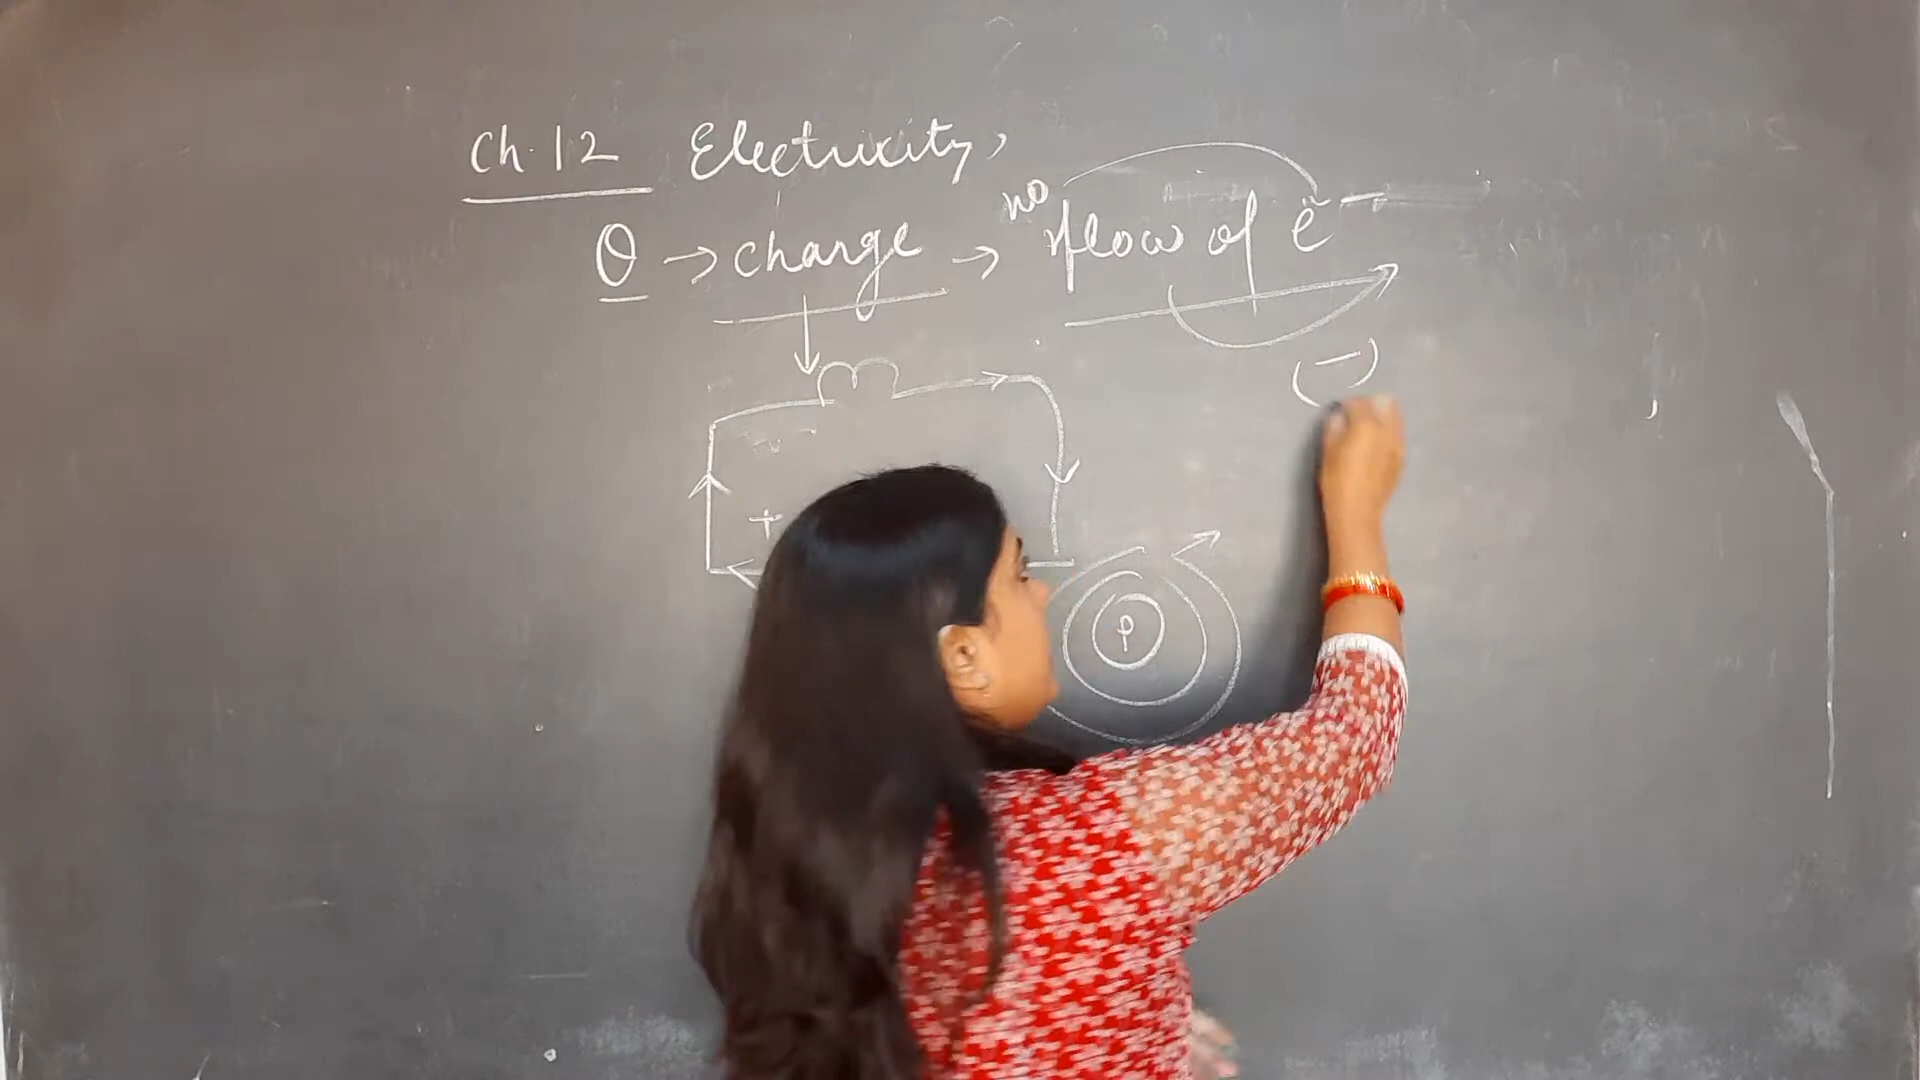 Ch. 12 Electricity,
Q → charge → no flow of e⁻
(-)
+
P